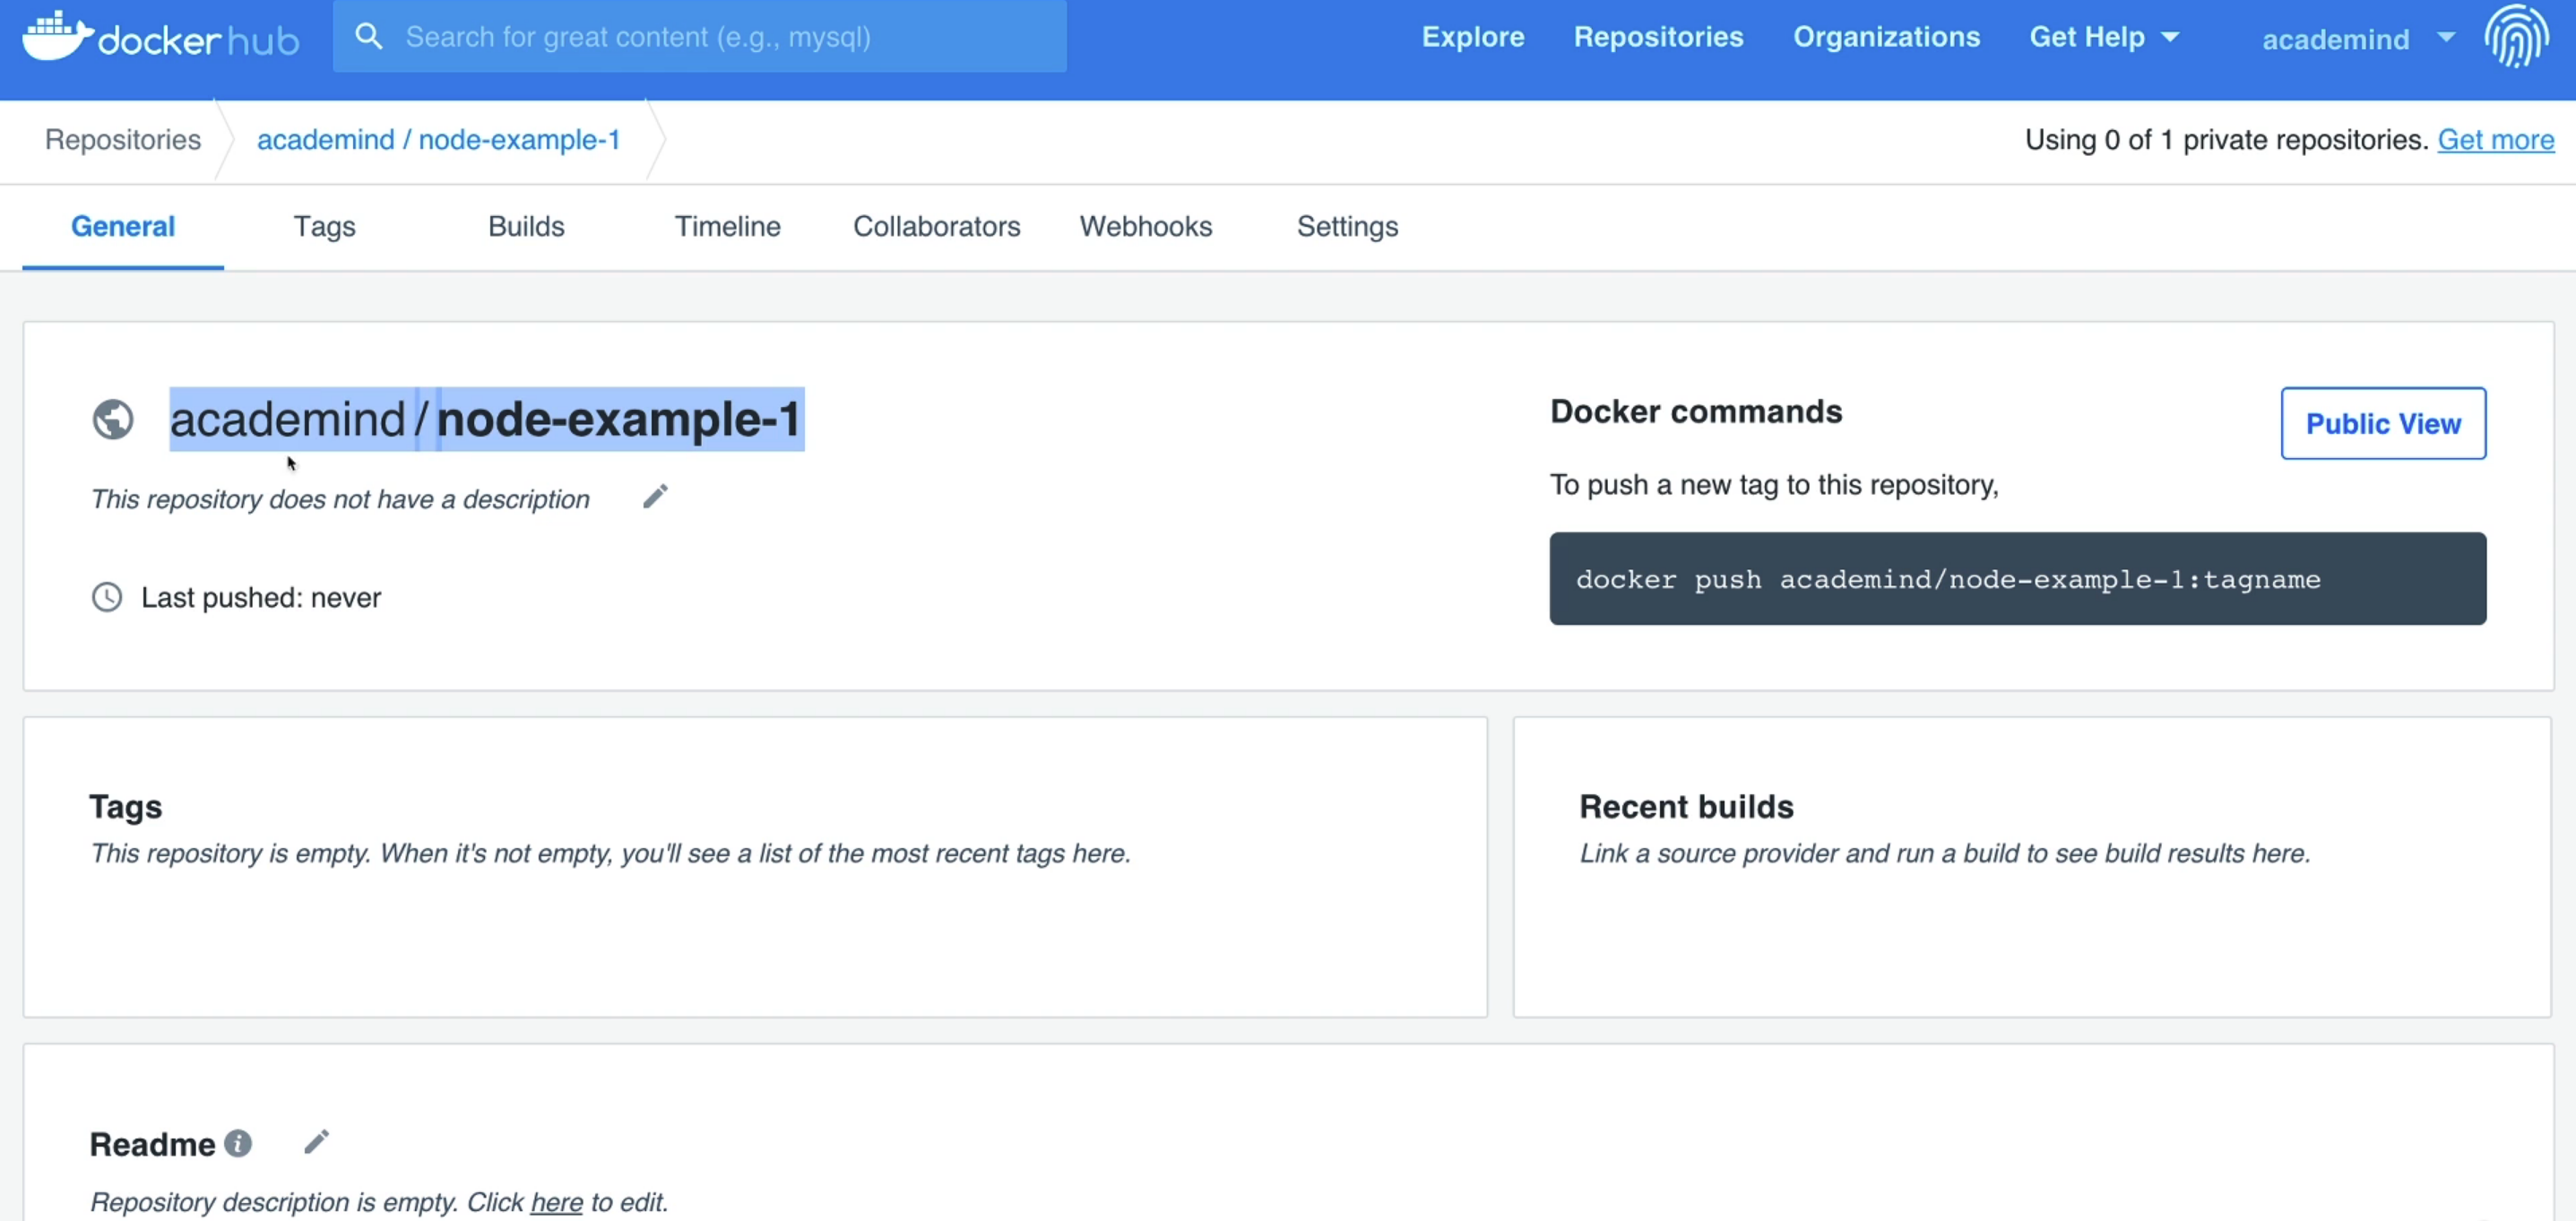 docker hub
Search for great content (e.g., mysql)
Explore
Repositories
Organizations
Get Help
academind
Repositories
academind / node-example-1
Using 0 of 1 private repositories. Get more
General
Tags
Builds
Timeline
Collaborators
Webhooks
Settings
academind / node-example-1
This repository does not have a description
Last pushed: never
Docker commands
Public View
To push a new tag to this repository,
docker push academind/node-example-1:tagname
Tags
This repository is empty. When it's not empty, you'll see a list of the most recent tags here.
Recent builds
Link a source provider and run a build to see build results here.
Readme
Repository description is empty. Click here to edit.